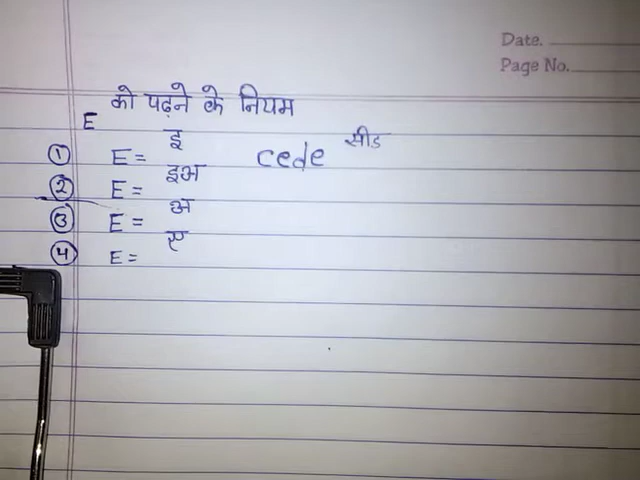 Date.
Page No.
E को पढ़ने के नियम
① E = इ cede सीड
② E = इअ
③ E = अ
④ E = ए